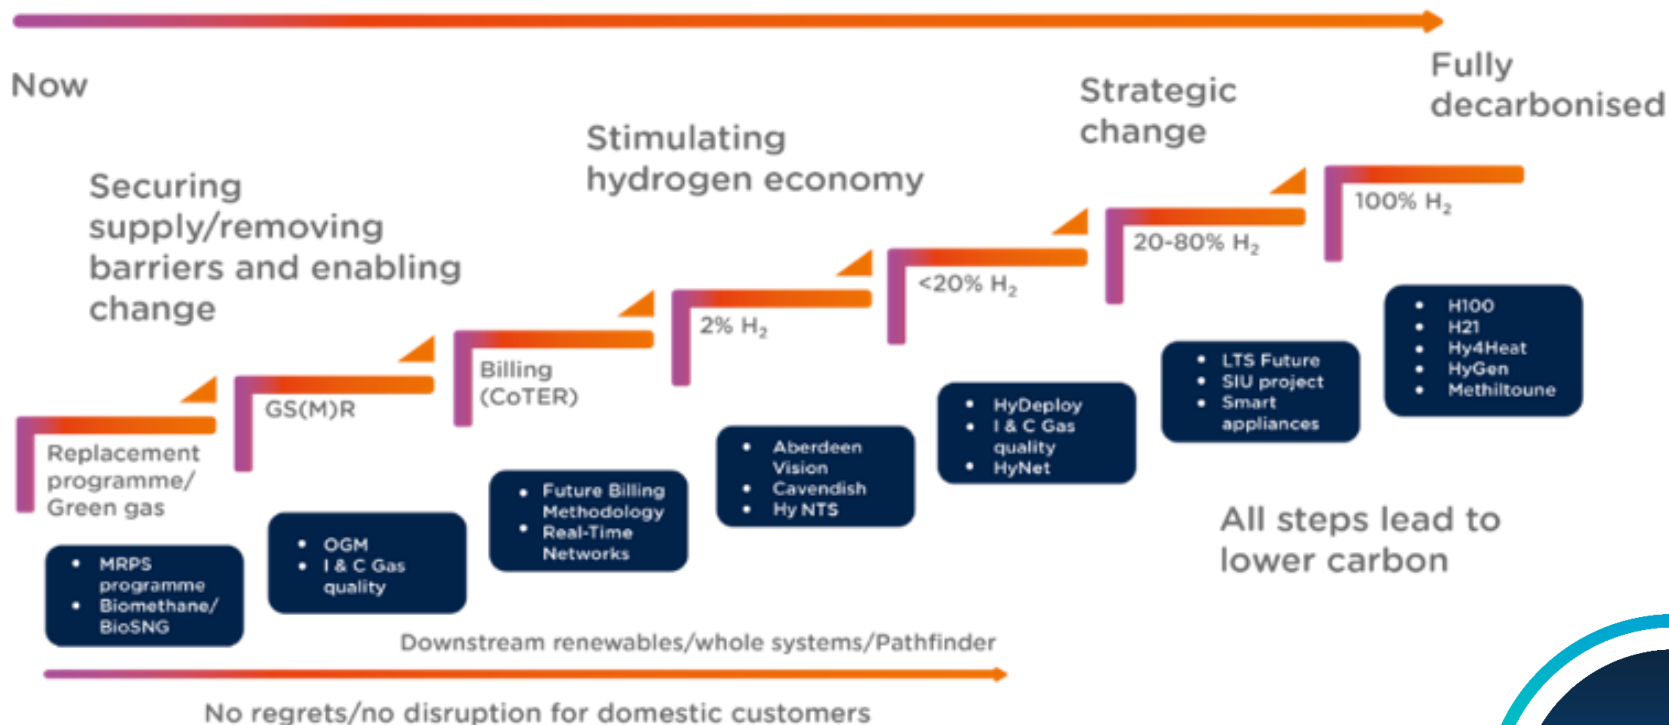 Now
Fully
decarbonised
Strategic
change
Stimulating
hydrogen economy
Securing
supply/removing
barriers and enabling
change
Replacement
programme/
Green gas
• MRPS
programme
• Biomethane/
BioSNG
GS(M)R
• OGM
• I & C Gas
quality
Billing
(CoTER)
• Future Billing
Methodology
• Real-Time
Networks
2% H₂
• Aberdeen
Vision
• Cavendish
• Hy NTS
<20% H₂
• HyDeploy
• I & C Gas
quality
• HyNet
20-80% H₂
• LTS Future
• SIU project
• Smart
appliances
100% H₂
• H100
• H21
• Hy4Heat
• HyGen
• Methiltoune
All steps lead to
lower carbon
Downstream renewables/whole systems/Pathfinder
No regrets/no disruption for domestic customers